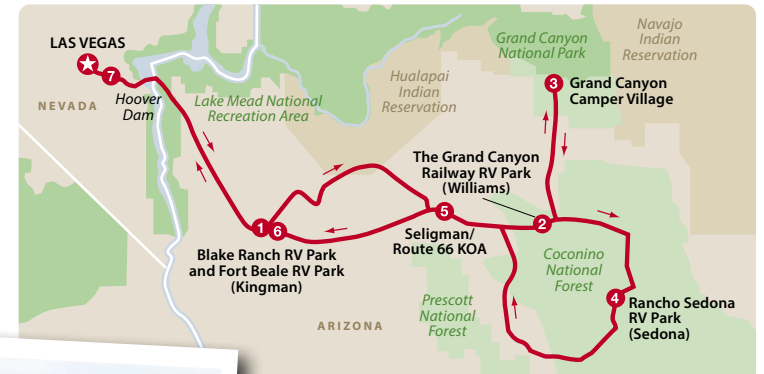 LAS VEGAS
7
NEVADA
Hoover
Dam
Lake Mead National
Recreation Area
Hualapai
Indian
Reservation
Grand Canyon
National Park
Navajo
Indian
Reservation
3
Grand Canyon
Camper Village
The Grand Canyon
Railway RV Park
(Williams)
1
6
Blake Ranch RV Park
and Fort Beale RV Park
(Kingman)
5
Seligman/
Route 66 KOA
2
Coconino
National
Forest
Prescott
National
Forest
4
Rancho Sedona
RV Park
(Sedona)
ARIZONA